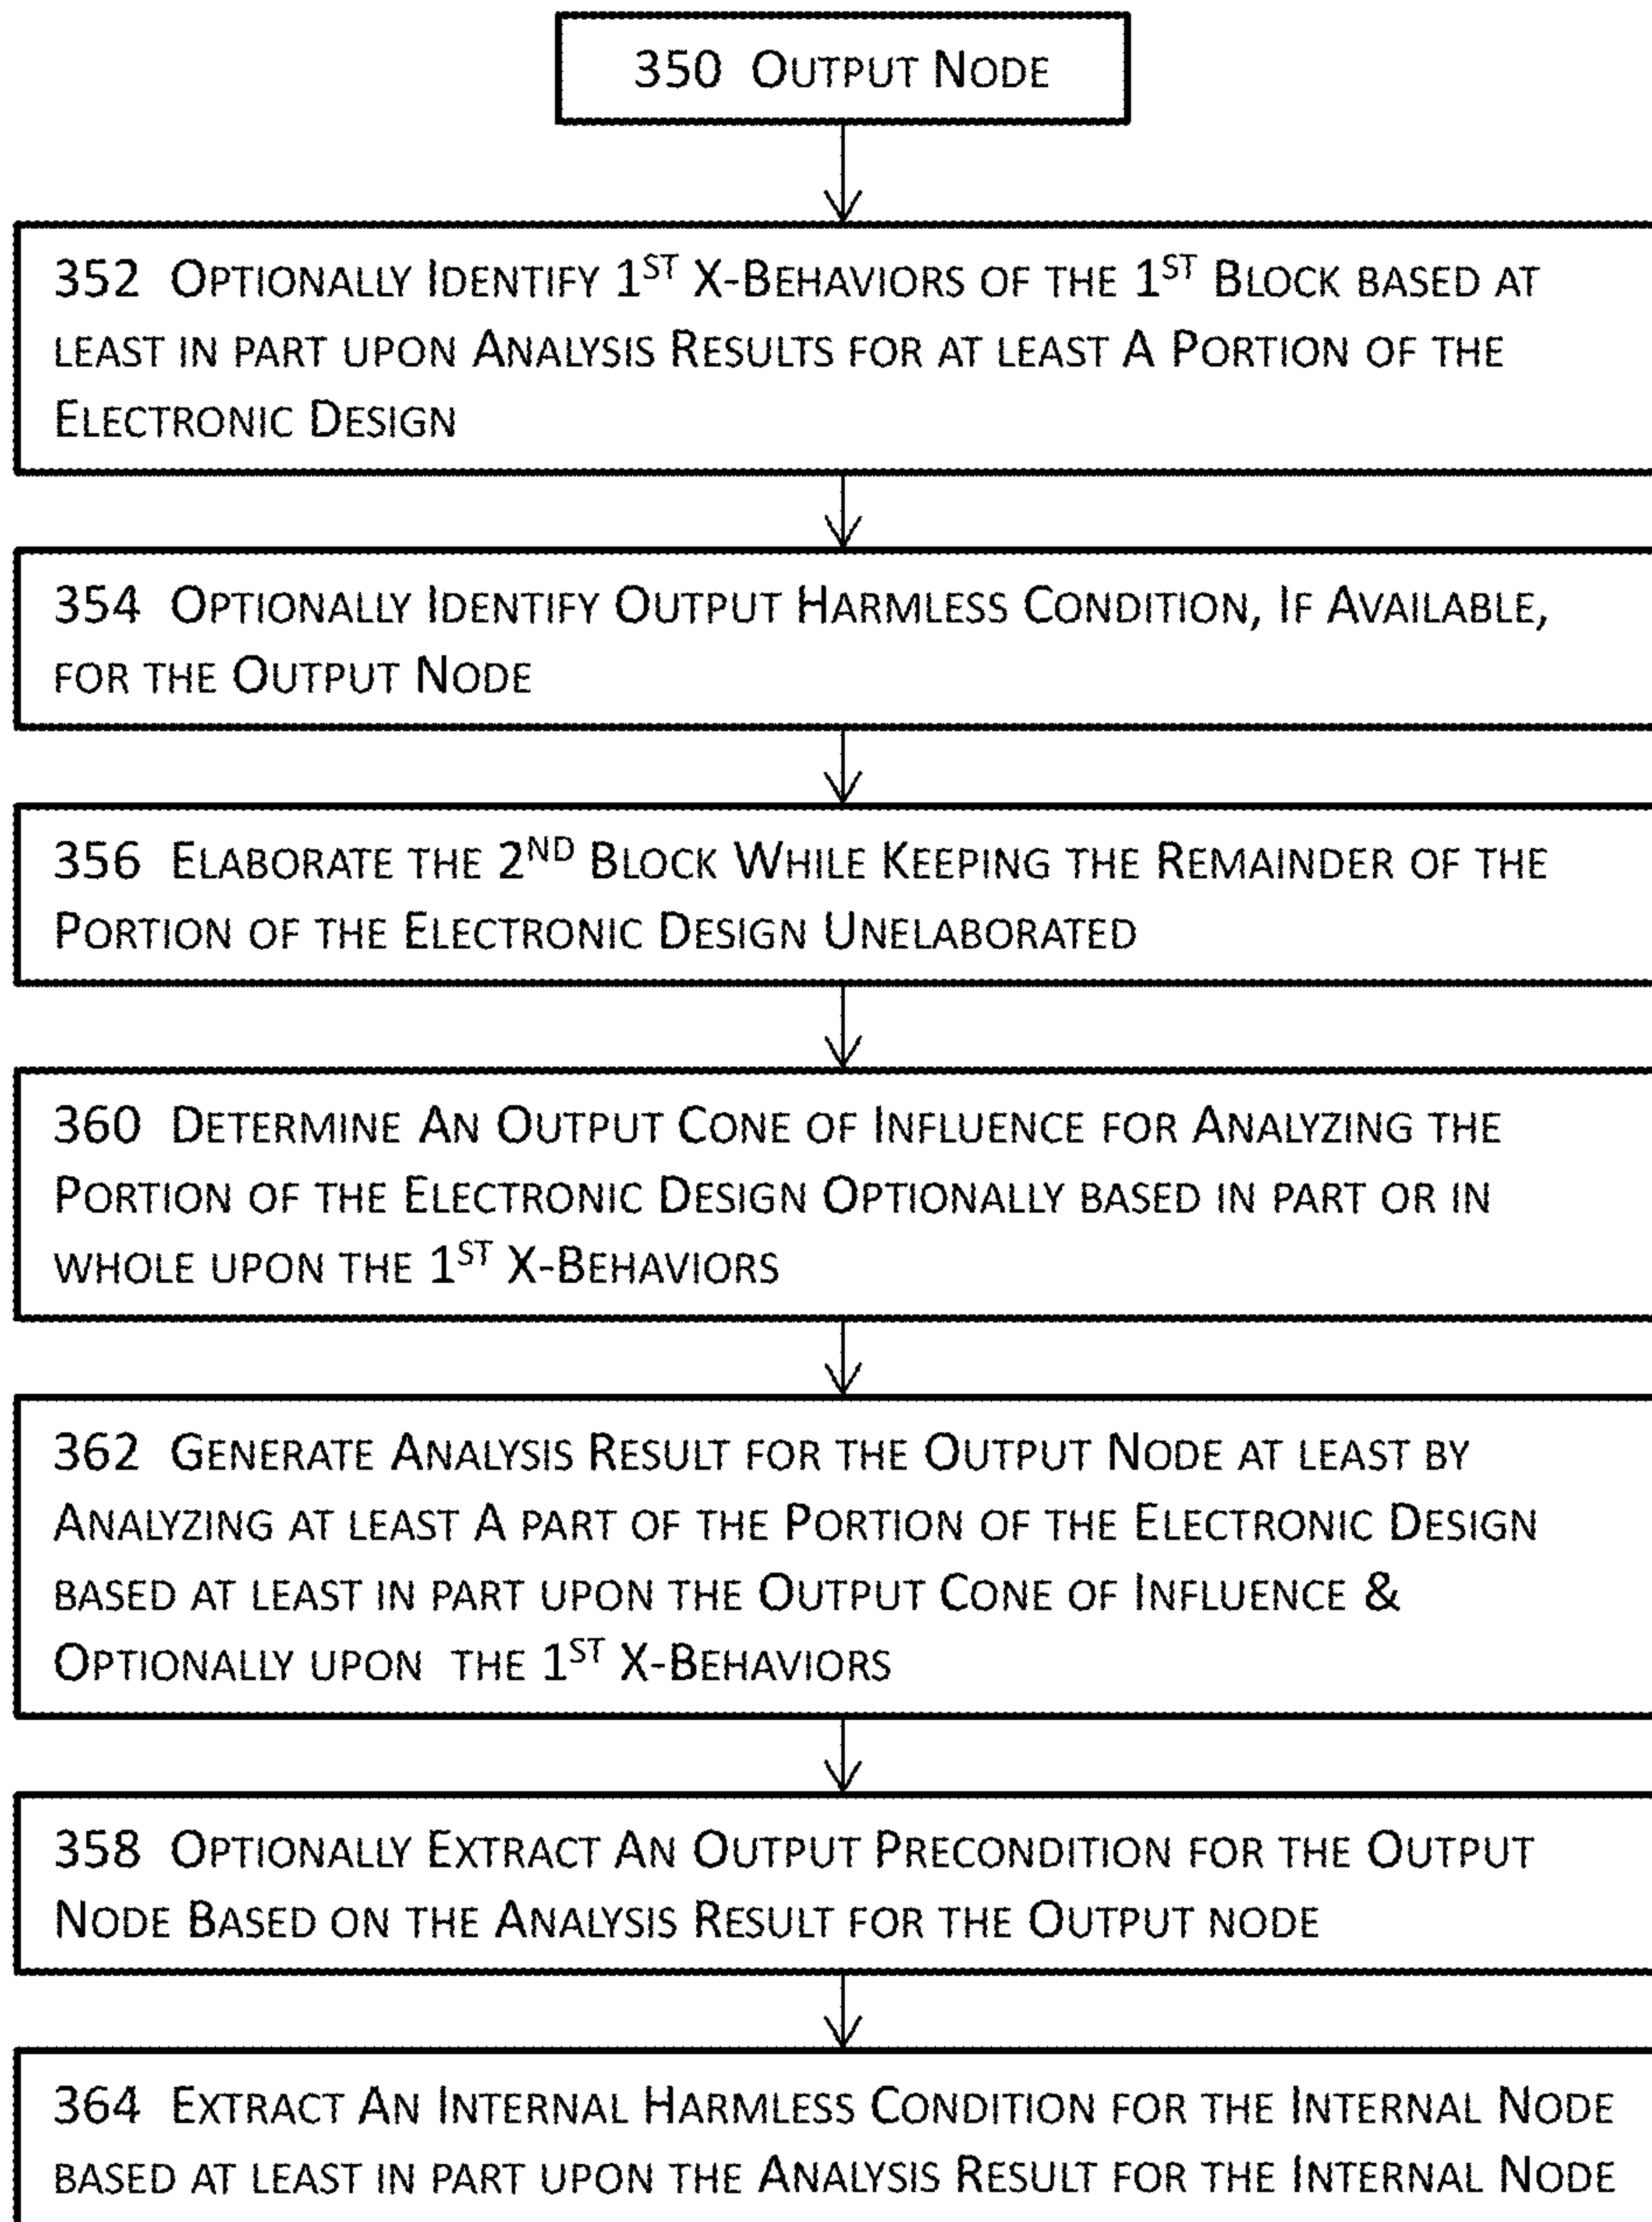 350 Output Node
352 Optionally Identify 1st X-Behaviors of the 1st Block based at
least in part upon Analysis Results for at least A Portion of the
Electronic Design
354 Optionally Identify Output Harmless Condition, If Available,
for the Output Node
356 Elaborate the 2nd Block While Keeping the Remainder of the
Portion of the Electronic Design Unelaborated
360 Determine An Output Cone of Influence for Analyzing the
Portion of the Electronic Design Optionally based in part or in
whole upon the 1st X-Behaviors
362 Generate Analysis Result for the Output Node at least by
Analyzing at least A part of the Portion of the Electronic Design
based at least in part upon the Output Cone of Influence &
Optionally upon the 1st X-Behaviors
358 Optionally Extract An Output Precondition for the Output
Node Based on the Analysis Result for the Output node
364 Extract An Internal Harmless Condition for the Internal Node
based at least in part upon the Analysis Result for the Internal Node